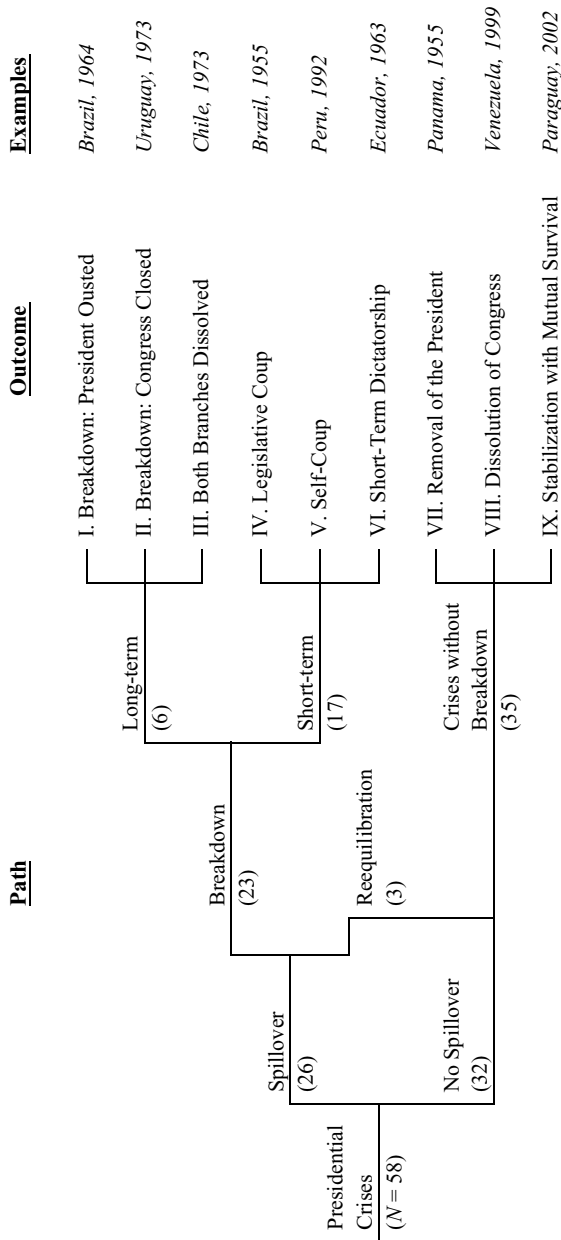 Path
Outcome
Examples
Presidential
Crises
(N = 58)
Spillover
(26)
No Spillover
(32)
Breakdown
(23)
Reequilibration
(3)
Long-term
(6)
Short-term
(17)
Crises without
Breakdown
(35)
I. Breakdown: President Ousted
Brazil, 1964
II. Breakdown: Congress Closed
Uruguay, 1973
III. Both Branches Dissolved
Chile, 1973
IV. Legislative Coup
Brazil, 1955
V. Self-Coup
Peru, 1992
VI. Short-Term Dictatorship
Ecuador, 1963
VII. Removal of the President
Panama, 1955
VIII. Dissolution of Congress
Venezuela, 1999
IX. Stabilization with Mutual Survival
Paraguay, 2002